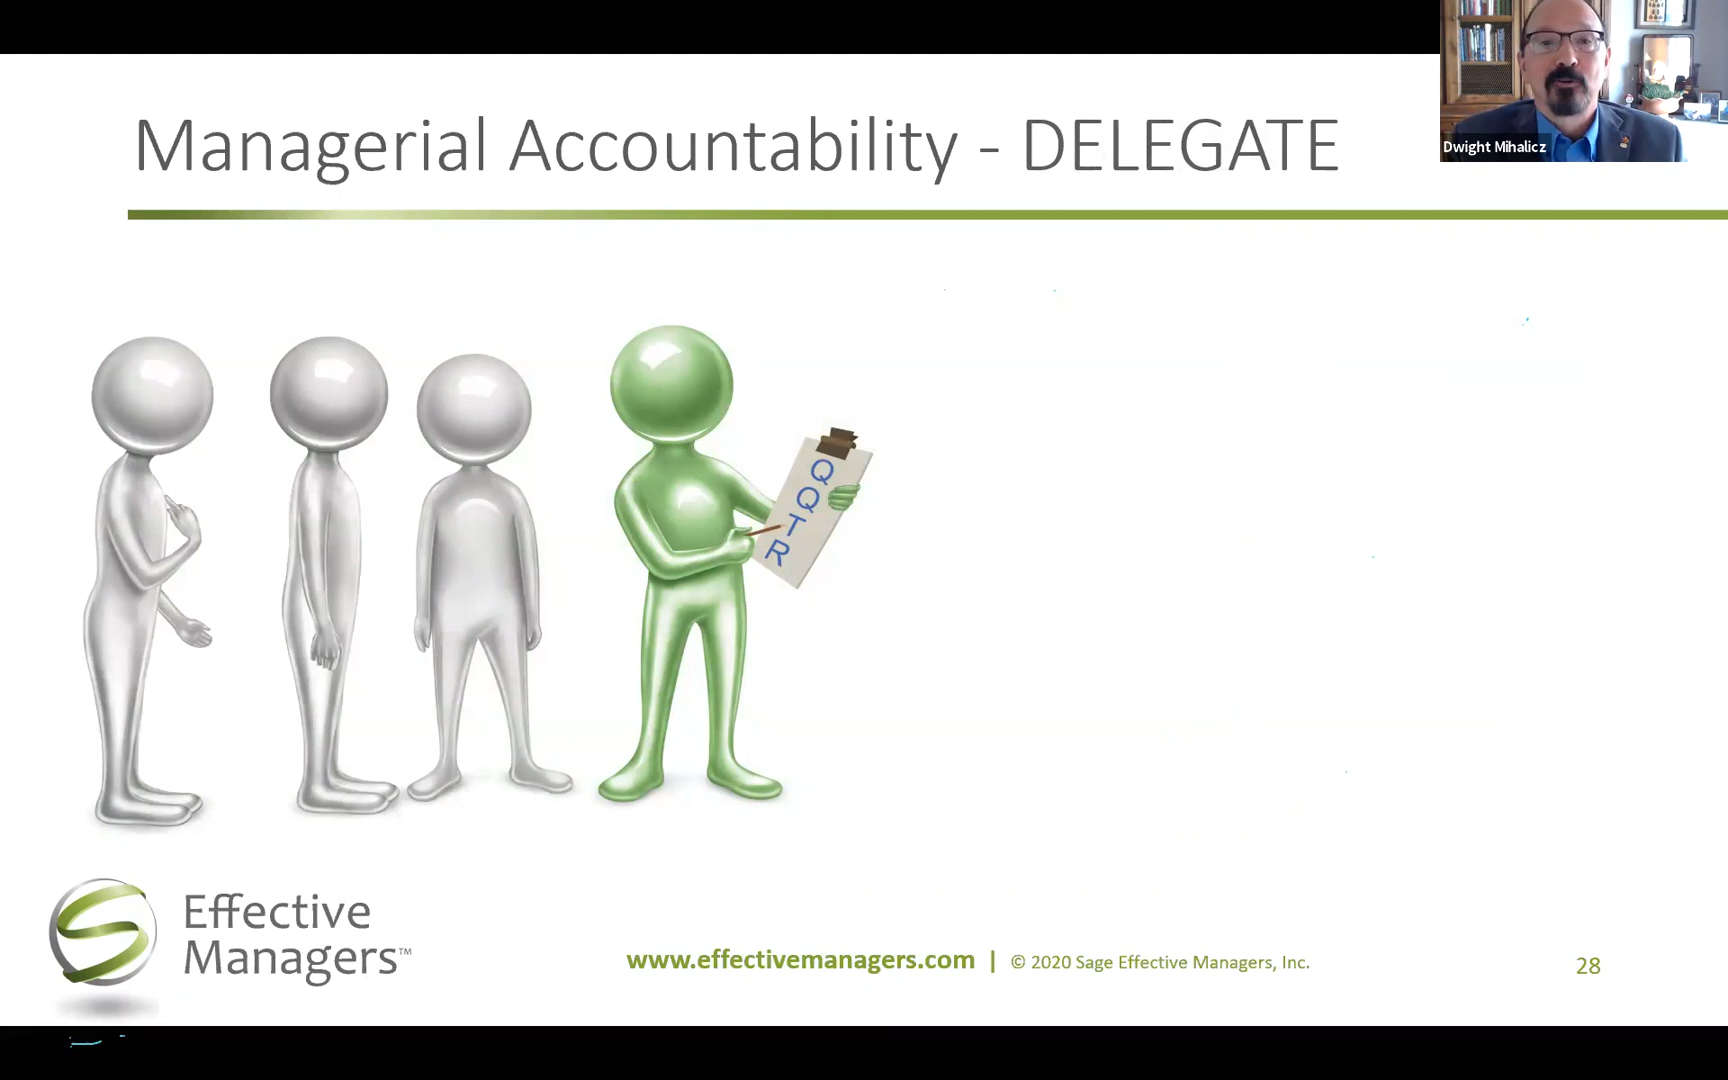 Managerial Accountability - DELEGATE
Dwight Mihalicz
Q
Q
T
R
Effective
Managers™
www.effectivemanagers.com | © 2020 Sage Effective Managers, Inc.
28